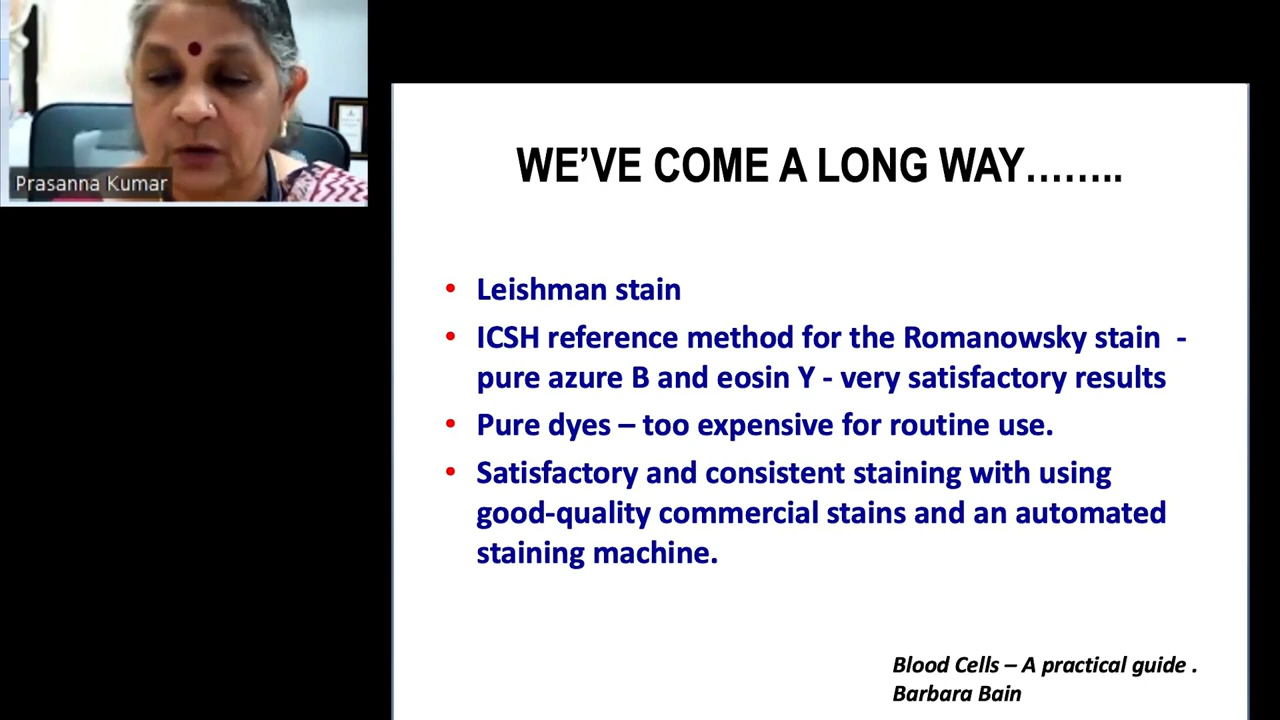 Prasanna Kumar
WE'VE COME A LONG WAY……..
• Leishman stain
• ICSH reference method for the Romanowsky stain -
pure azure B and eosin Y - very satisfactory results
• Pure dyes – too expensive for routine use.
• Satisfactory and consistent staining with using
good-quality commercial stains and an automated
staining machine.
Blood Cells – A practical guide .
Barbara Bain